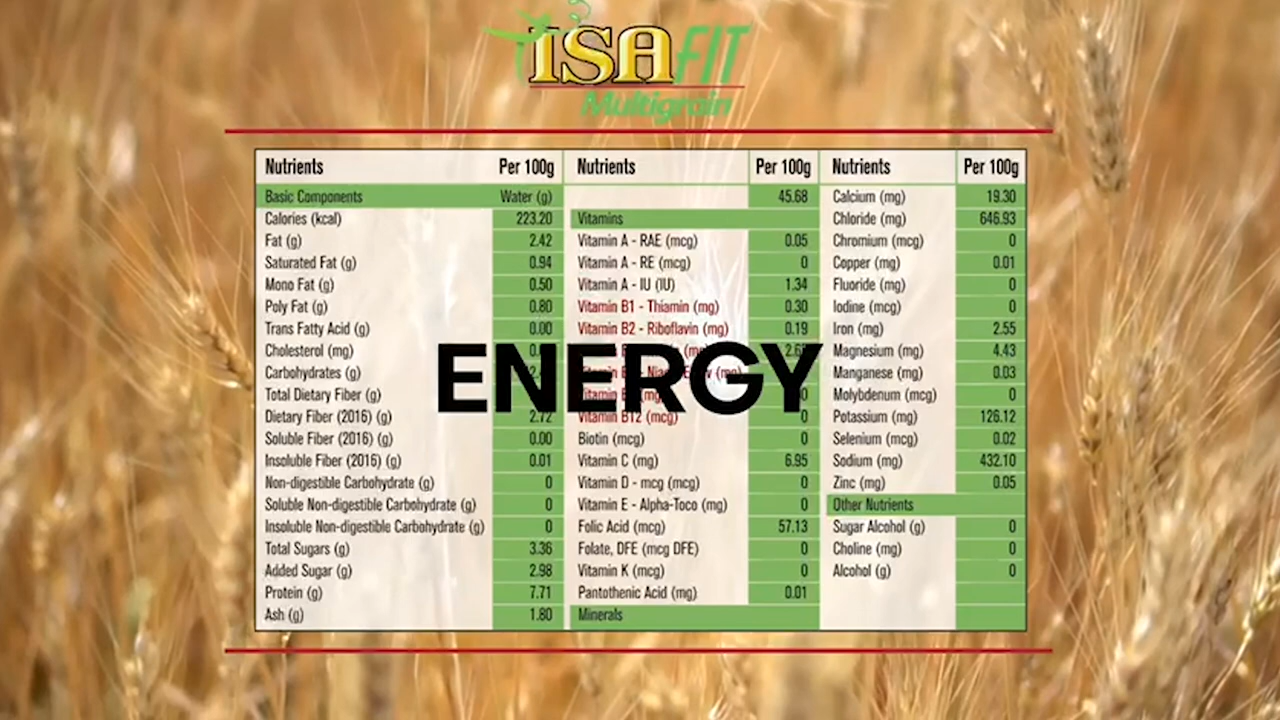 ISAFIT
Multigrain
Nutrients Per 100g
Basic Components Water (g)
Calories (kcal) 223.20
Fat (g) 2.42
Saturated Fat (g) 0.94
Mono Fat (g) 0.50
Poly Fat (g) 0.80
Trans Fatty Acid (g) 0.00
Cholesterol (mg)
Carbohydrates (g)
Total Dietary Fiber (g)
Dietary Fiber (2016) (g) 2.72
Soluble Fiber (2016) (g) 0.00
Insoluble Fiber (2016) (g) 0.01
Non-digestible Carbohydrate (g) 0
Soluble Non-digestible Carbohydrate (g) 0
Insoluble Non-digestible Carbohydrate (g) 0
Total Sugars (g) 3.36
Added Sugar (g) 2.98
Protein (g) 7.71
Ash (g) 1.80
Nutrients Per 100g
45.68
Vitamins
Vitamin A - RAE (mcg) 0.05
Vitamin A - RE (mcg) 0
Vitamin A - IU (IU) 1.34
Vitamin B1 - Thiamin (mg) 0.30
Vitamin B2 - Riboflavin (mg) 0.19
ENERGY
Vitamin B12 (mcg) 0
Biotin (mcg) 0
Vitamin C (mg) 6.95
Vitamin D - mcg (mcg) 0
Vitamin E - Alpha-Toco (mg) 0
Folic Acid (mcg) 57.13
Folate, DFE (mcg DFE) 0
Vitamin K (mcg) 0
Pantothenic Acid (mg) 0.01
Minerals
Nutrients Per 100g
Calcium (mg) 19.30
Chloride (mg) 646.93
Chromium (mcg) 0
Copper (mg) 0.01
Fluoride (mg) 0
Iodine (mcg) 0
Iron (mg) 2.55
Magnesium (mg) 4.43
Manganese (mg) 0.03
Molybdenum (mcg) 0
Potassium (mg) 126.12
Selenium (mcg) 0.02
Sodium (mg) 432.10
Zinc (mg) 0.05
Other Nutrients
Sugar Alcohol (g) 0
Choline (mg) 0
Alcohol (g) 0